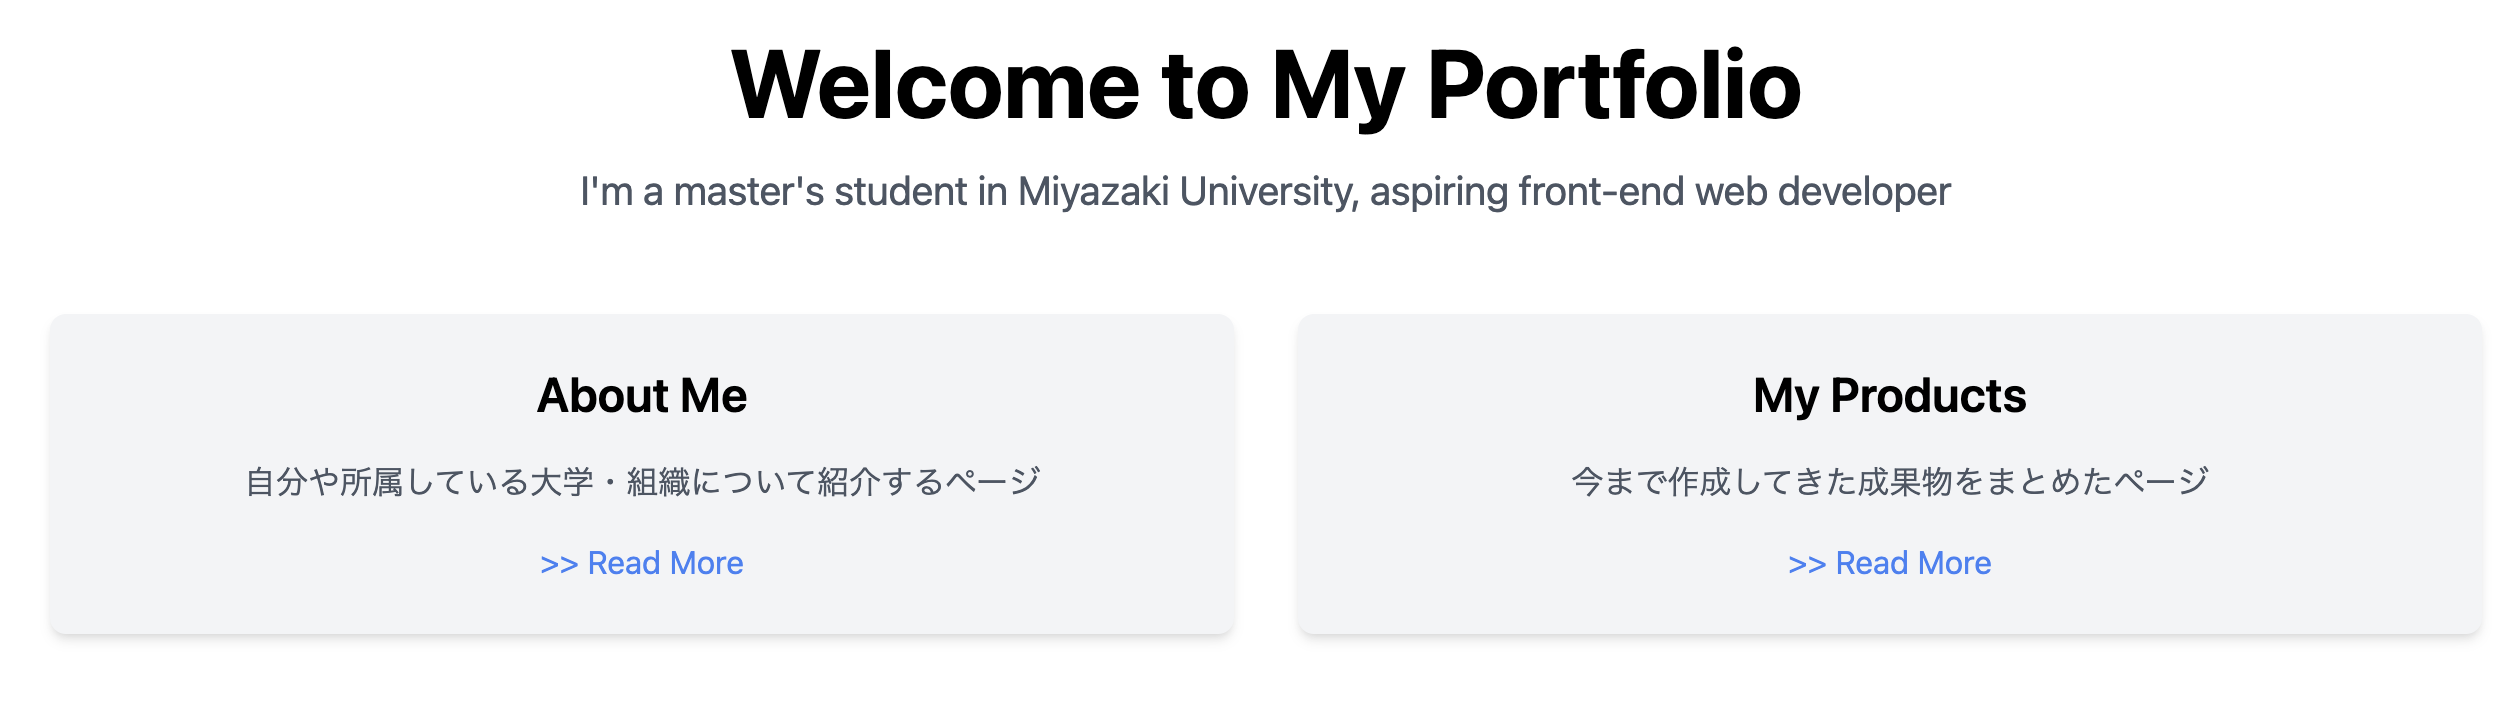 Welcome to My Portfolio
I'm a master's student in Miyazaki University, aspiring front-end web developer
About Me
自分や所属している大学・組織について紹介するページ
>> Read More
My Products
今まで作成してきた成果物をまとめたページ
>> Read More